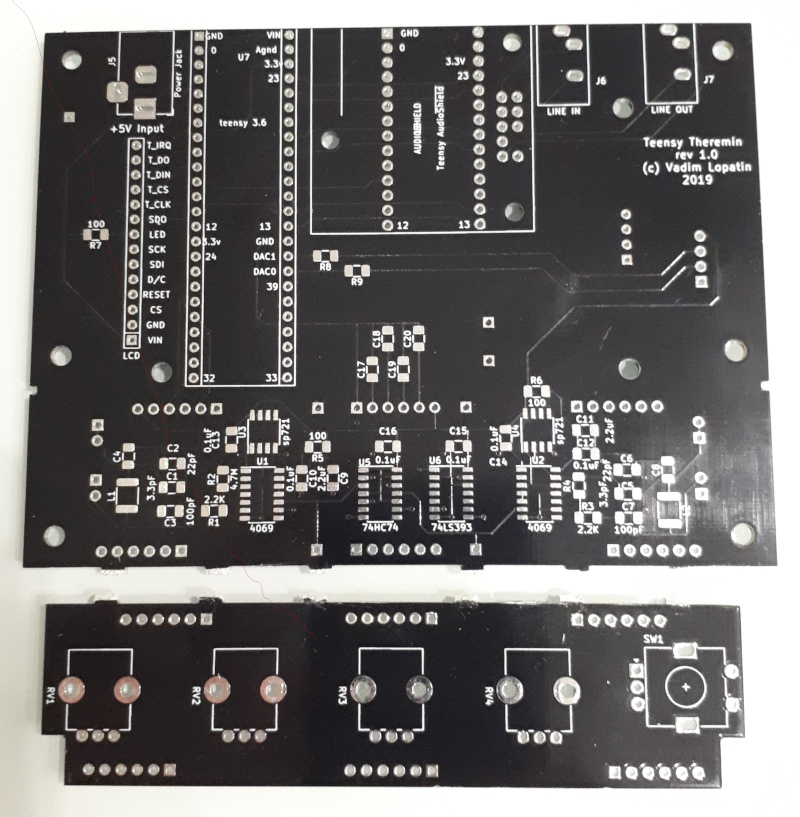 GND
VIN
U7
0
Agnd
3.3v
23
J5
Power Jack
+5V Input
teensy 3.6
GND
0
3.3V
23
AUDIOSHIELD
Teensy AudioShield
J6
LINE IN
J7
LINE OUT
Teensy Theremin
rev 1.0
(c) Vadim Lopatin
2019
T_IRQ
T_DO
T_DIN
T_CS
T_CLK
SDO
LED
SCK
SDI
D/C
RESET
CS
GND
VIN
LCD
100
R7
12
13
3.3v
GND
24
DAC1
DAC0
39
32
33
12
13
R8
R9
C18
C20
C17
C19
R6
100
U3
sp721
0.1uF
C13
C4
L1
C2
22pF
3.3pF
C1
C3
100pF
R2
4.7M
2.2K
R1
U1
4069
100
R5
0.1uF
C10
2.2uF
C9
C16
0.1uF
U5
74HC74
C15
0.1uF
U6
74LS393
0.1uF
U4
C14
sp721
U2
4069
C11
2.2uF
C12
0.1uF
R4
3.3pF
22pF
C6
C5
C7
100pF
R3
2.2K
C8
RV1
RV2
RV3
RV4
SW1